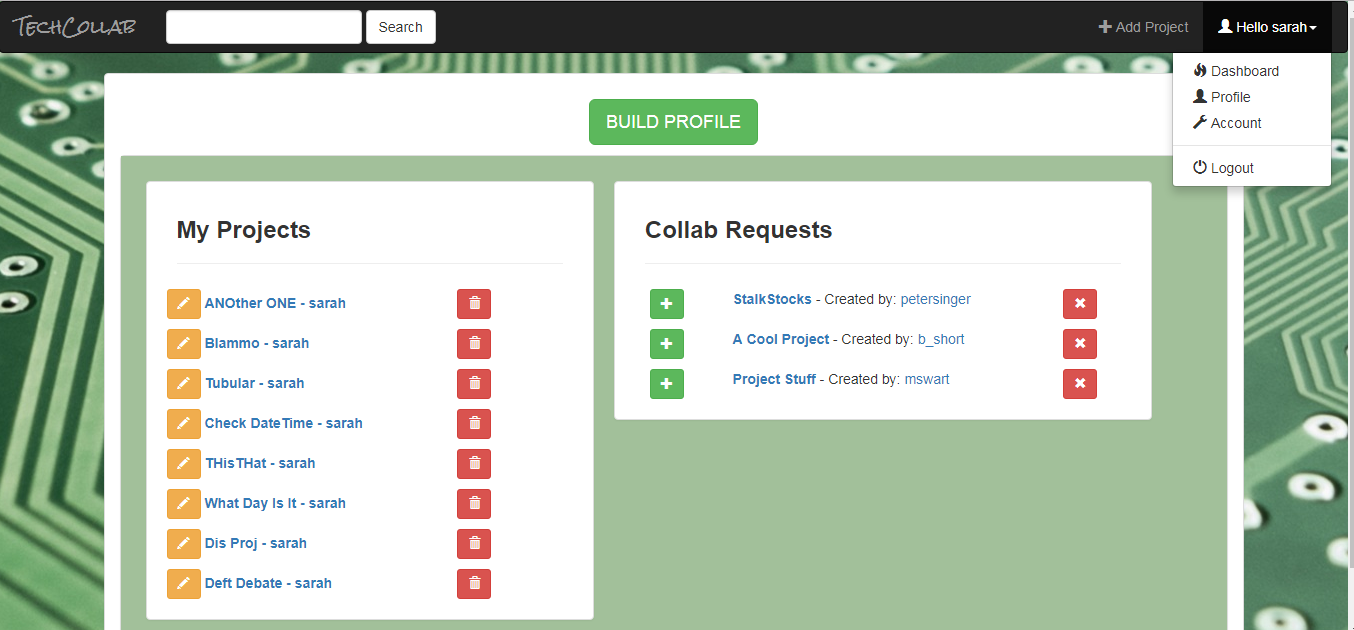 TechCollab
Search
Add Project
Hello sarah
Dashboard
Profile
Account
Logout
BUILD PROFILE
My Projects
ANOther ONE - sarah
Blammo - sarah
Tubular - sarah
Check DateTime - sarah
THisTHat - sarah
What Day Is It - sarah
Dis Proj - sarah
Deft Debate - sarah
Collab Requests
StalkStocks - Created by: petersinger
A Cool Project - Created by: b_short
Project Stuff - Created by: mswart